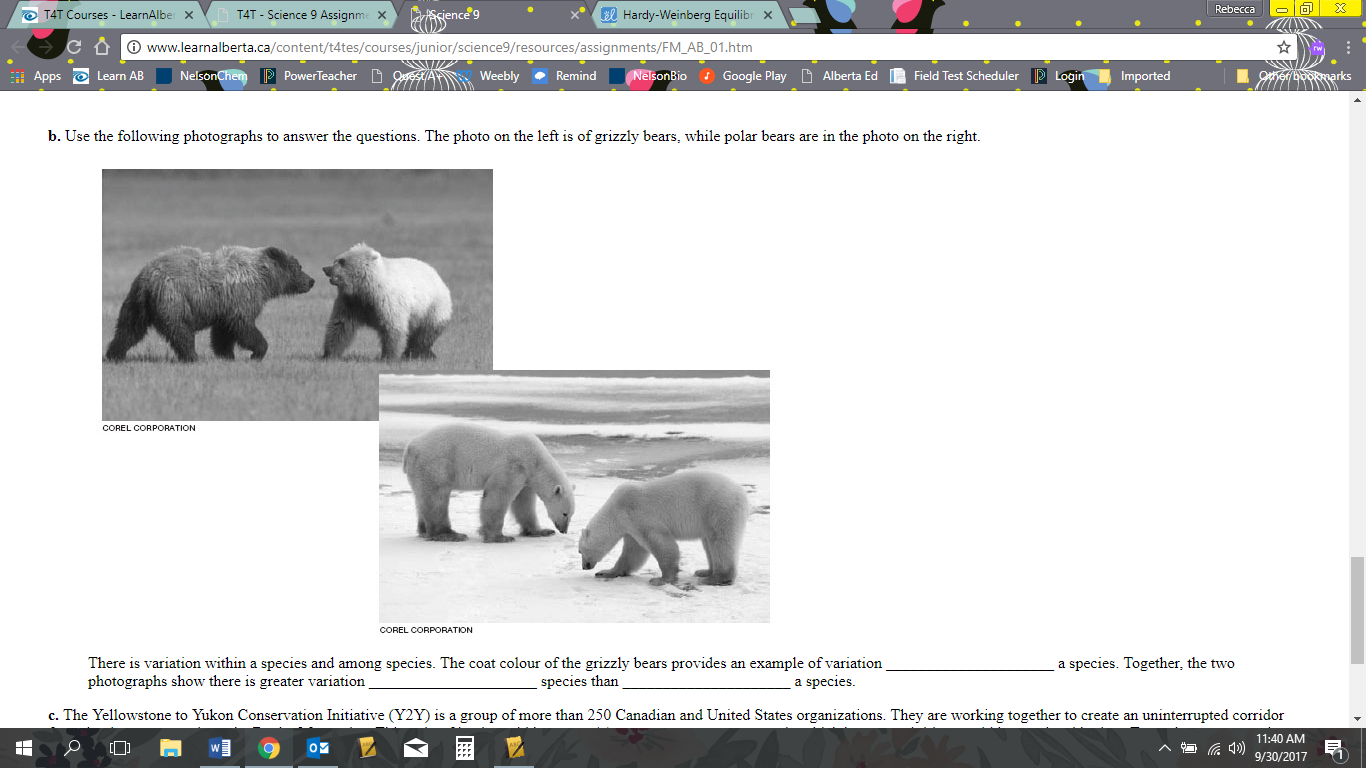 T4T Courses - LearnAlber
T4T - Science 9 Assignme
Science 9
Hardy-Weinberg Equilibr
Rebecca
www.learnalberta.ca/content/t4tes/courses/junior/science9/resources/assignments/FM_AB_01.htm
rw
Apps Learn AB NelsonChem PowerTeacher Quest A+ Weebly Remind NelsonBio Google Play Alberta Ed Field Test Scheduler Login Imported Other bookmarks
b. Use the following photographs to answer the questions. The photo on the left is of grizzly bears, while polar bears are in the photo on the right.
COREL CORPORATION
COREL CORPORATION
There is variation within a species and among species. The coat colour of the grizzly bears provides an example of variation ______________________ a species. Together, the two
photographs show there is greater variation ______________________ species than ______________________ a species.
c. The Yellowstone to Yukon Conservation Initiative (Y2Y) is a group of more than 250 Canadian and United States organizations. They are working together to create an uninterrupted corridor
11:40 AM
9/30/2017
1